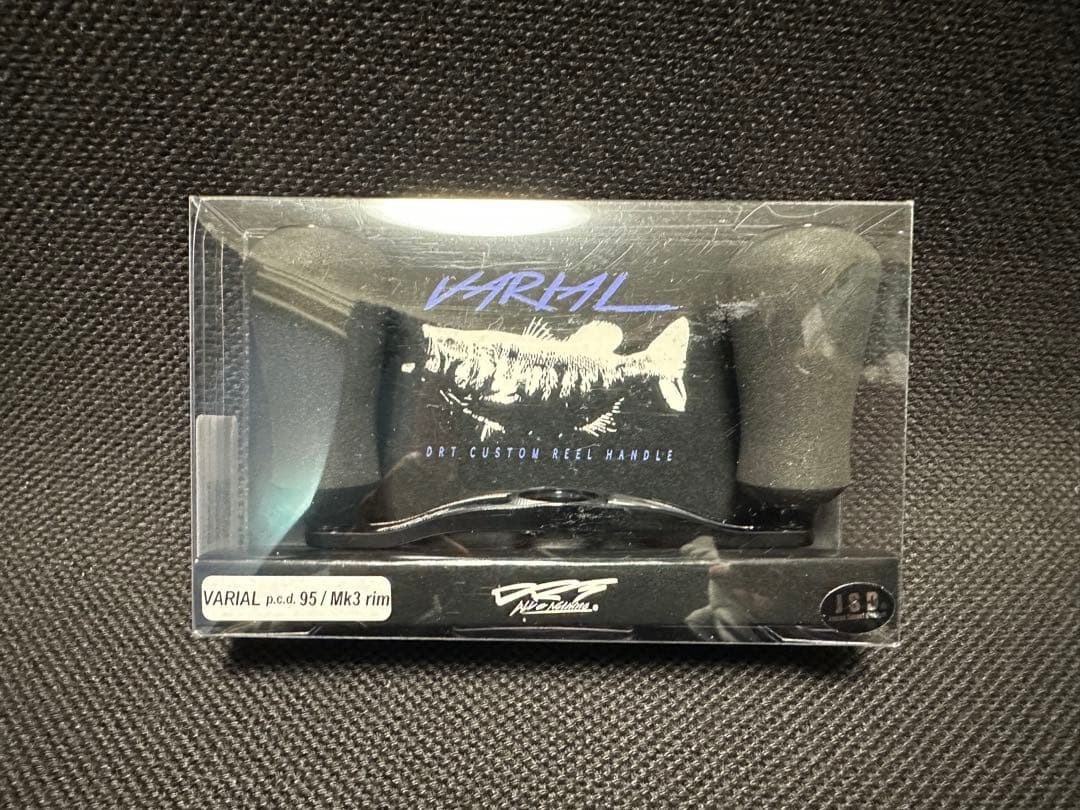 VARIAL
DRT CUSTOM REEL HANDLE
VARIAL p.c.d. 95 / Mk3 rim
DRT